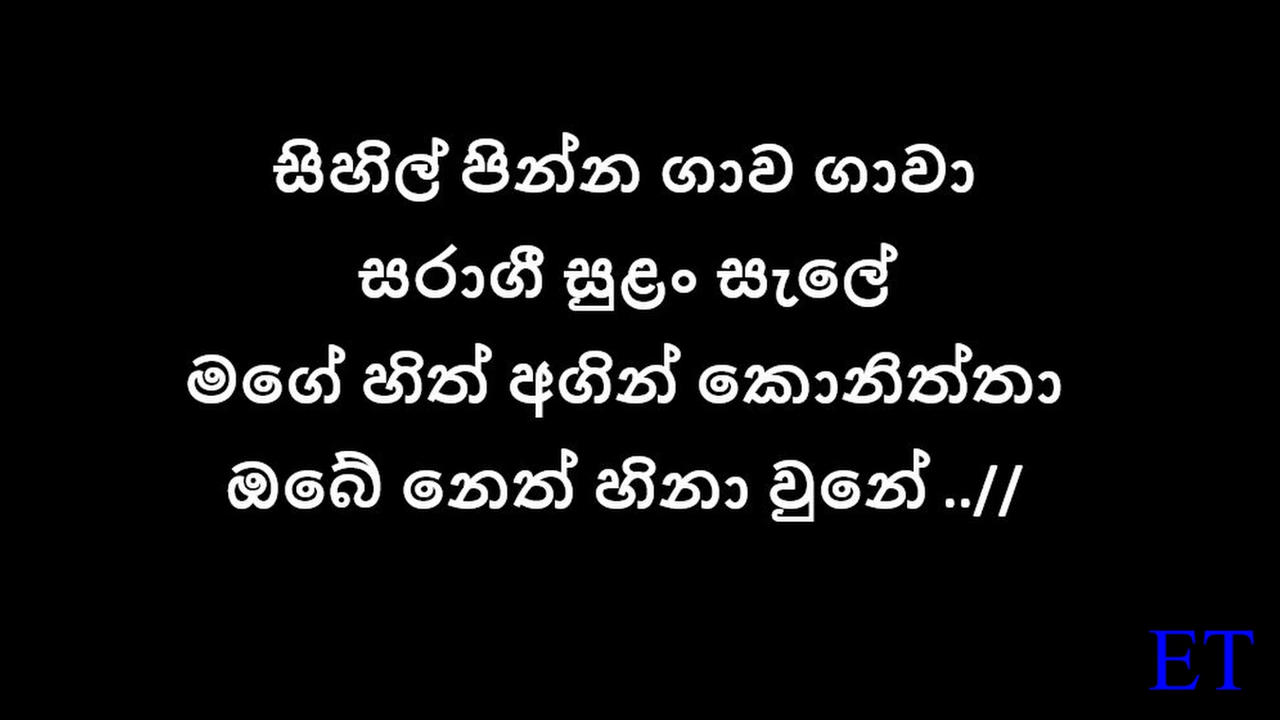 සිහිල් පින්න ගාව ගාවා
සරාගී සුළං සැලේ
මගේ හිත් අගින් කොනිත්තා
ඔබේ නෙත් හිනා වුනේ ..//
ET